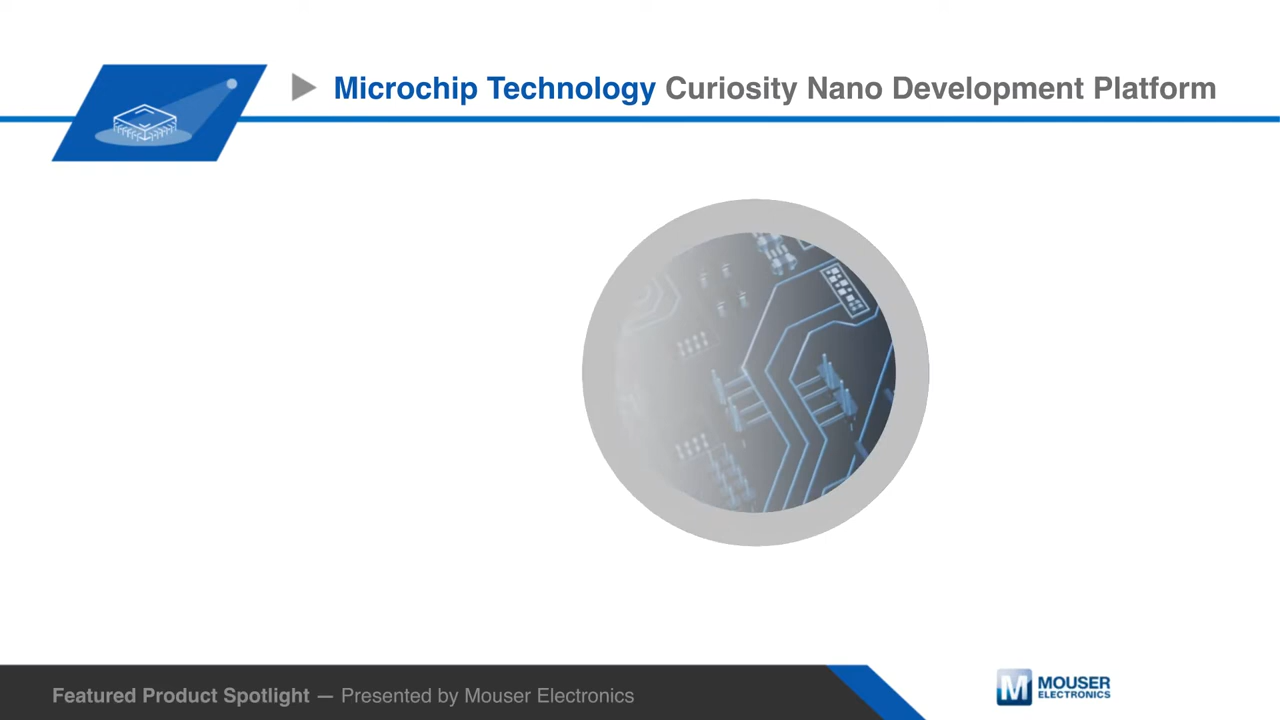 Microchip Technology Curiosity Nano Development Platform
Featured Product Spotlight — Presented by Mouser Electronics
M MOUSER
ELECTRONICS